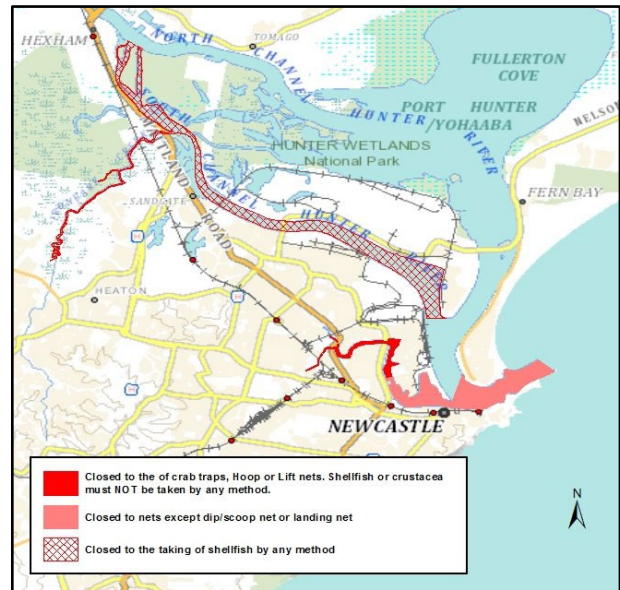 HEXHAM
NORTH
TOMAGO
CHANNEL
FULLERTON
COVE
PORT HUNTER
/YOHAABA
HUNTER
RIVER
NELSON
SOUTH
CHANNEL
HUNTER WETLANDS
National Park
FERN BAY
MAITLAND ROAD
SANDGATE
HUNTER
HEATON
NEWCASTLE
Closed to the of crab traps, Hoop or Lift nets. Shellfish or crustacea
must NOT be taken by any method.
Closed to nets except dip/scoop net or landing net
Closed to the taking of shellfish by any method
N